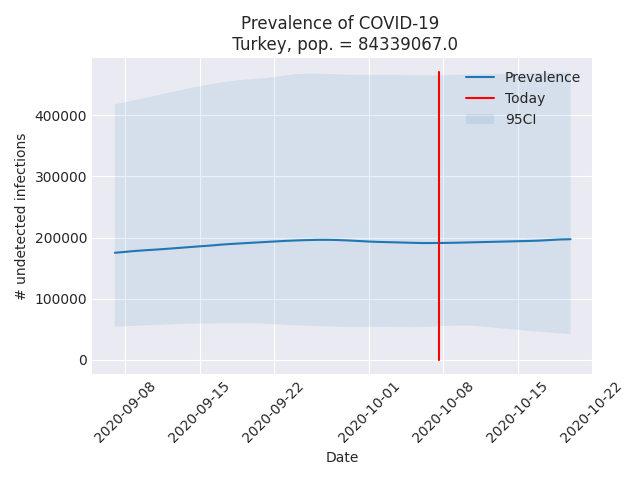 Prevalence of COVID-19
Turkey, pop. = 84339067.0
Prevalence
Today
95CI
400000
300000
200000
100000
0
# undetected infections
2020-09-08
2020-09-15
2020-09-22
2020-10-01
2020-10-08
2020-10-15
2020-10-22
Date